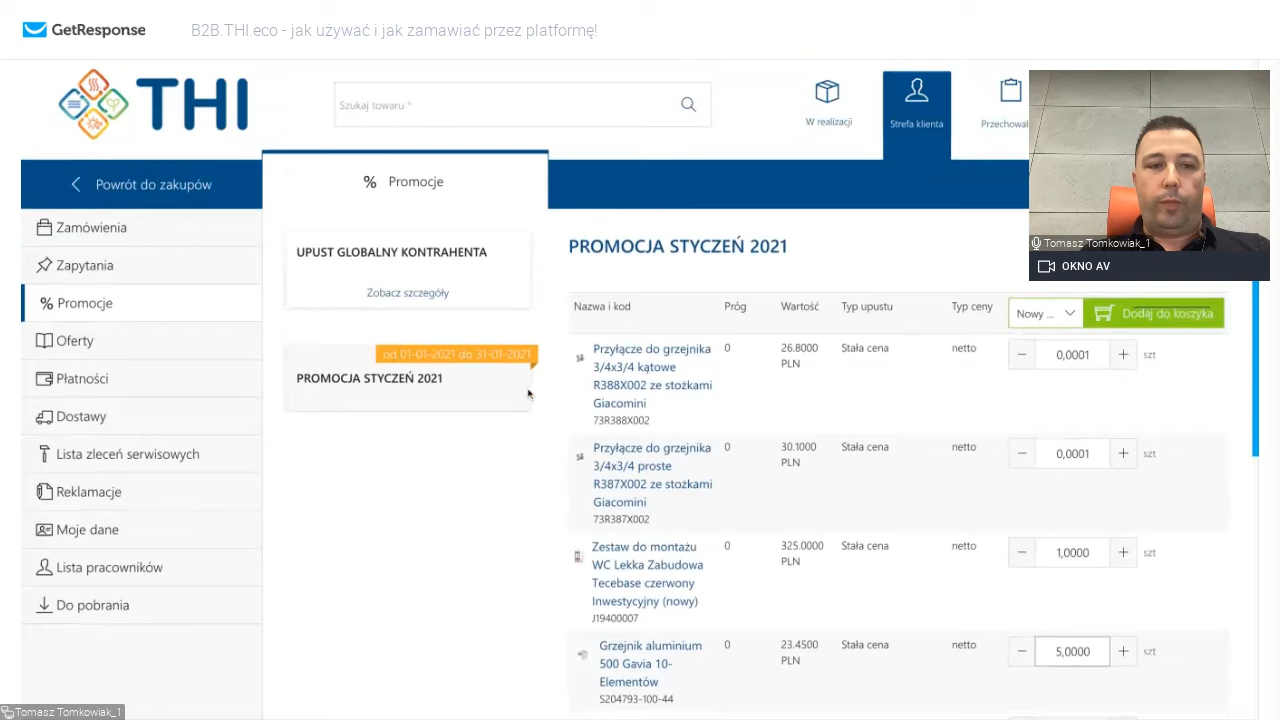 GetResponse
B2B.THI.eco - jak używać i jak zamawiać przez platformę!
THI
Szukaj towaru *
W realizacji
Strefa klienta
Przechowal
Tomasz Tomkowiak_1
OKNO AV
Powrót do zakupów
Zamówienia
Zapytania
% Promocje
Oferty
Płatności
Dostawy
Lista zleceń serwisowych
Reklamacje
Moje dane
Lista pracowników
Do pobrania
% Promocje
UPUST GLOBALNY KONTRAHENTA
Zobacz szczegóły
od 01-01-2021 do 31-01-2021
PROMOCJA STYCZEŃ 2021
PROMOCJA STYCZEŃ 2021
Nazwa i kod Próg Wartość Typ upustu Typ ceny Nowy ... Dodaj do koszyka
Przyłącze do grzejnika 0 26.8000 Stała cena netto − 0,0001 + szt
3/4x3/4 kątowe PLN
R388X002 ze stożkami
Giacomini
73R388X002
Przyłącze do grzejnika 0 30.1000 Stała cena netto − 0,0001 + szt
3/4x3/4 proste PLN
R387X002 ze stożkami
Giacomini
73R387X002
Zestaw do montażu 0 325.0000 Stała cena netto − 1,0000 + szt
WC Lekka Zabudowa PLN
Tecebase czerwony
Inwestycyjny (nowy)
J19400007
Grzejnik aluminium 0 23.4500 Stała cena netto − 5,0000 + szt
500 Gavia 10- PLN
Elementów
S204793-100-44
Tomasz Tomkowiak_1